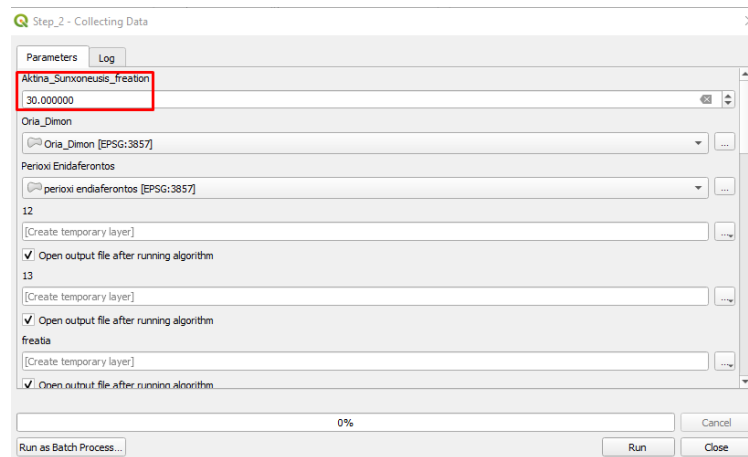 Step_2 - Collecting Data
Parameters Log
Aktina_Sunxoneusis_freation
30.000000
Oria_Dimon
Oria_Dimon [EPSG:3857]
...
Perioxi Enidaferontos
perioxi endiaferontos [EPSG:3857]
...
12
[Create temporary layer]
...
Open output file after running algorithm
13
[Create temporary layer]
...
Open output file after running algorithm
freatia
[Create temporary layer]
...
Open output file after running algorithm
0%
Cancel
Run as Batch Process...
Run
Close